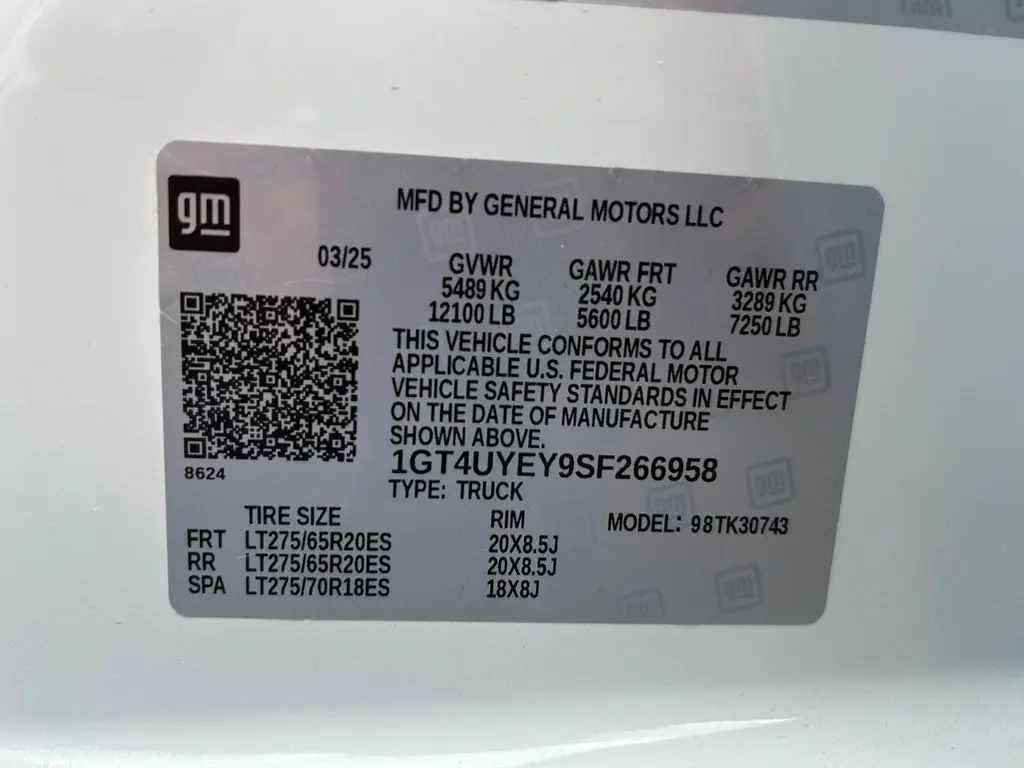 gm
MFD BY GENERAL MOTORS LLC
03/25
GVWR GAWR FRT GAWR RR
5489 KG 2540 KG 3289 KG
12100 LB 5600 LB 7250 LB
THIS VEHICLE CONFORMS TO ALL
APPLICABLE U.S. FEDERAL MOTOR
VEHICLE SAFETY STANDARDS IN EFFECT
ON THE DATE OF MANUFACTURE
SHOWN ABOVE.
8624
1GT4UYEY9SF266958
TYPE: TRUCK
TIRE SIZE RIM MODEL: 98TK30743
FRT LT275/65R20ES 20X8.5J
RR LT275/65R20ES 20X8.5J
SPA LT275/70R18ES 18X8J